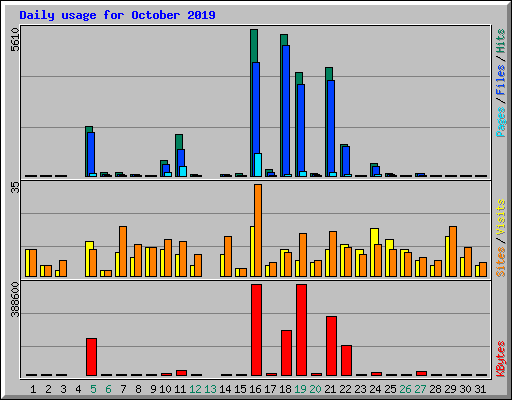 Daily usage for October 2019
5610
Pages / Files / Hits
35
Sites / Visits
388600
KBytes
1 2 3 4 5 6 7 8 9 10 11 12 13 14 15 16 17 18 19 20 21 22 23 24 25 26 27 28 29 30 31